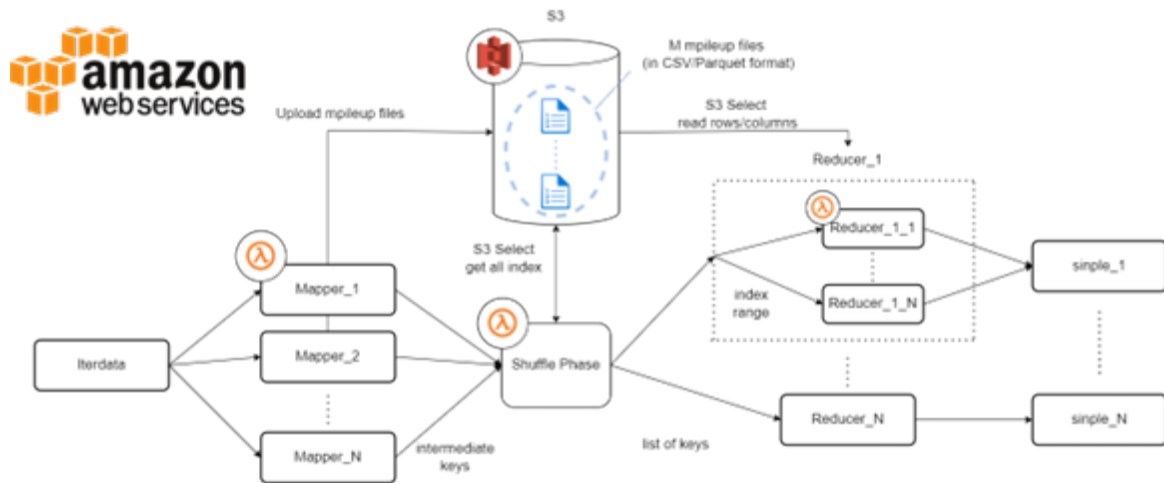 amazon
web services
S3
M mpileup files
(in CSV/Parquet format)
Upload mpileup files
S3 Select
read rows/columns
Reducer_1
λ
Reducer_1_1
S3 Select
get all index
λ
Mapper_1
sinple_1
index
range
Reducer_1_N
λ
Mapper_2
Iterdata
Shuffle Phase
Mapper_N
intermediate
keys
list of keys
Reducer_N
sinple_N